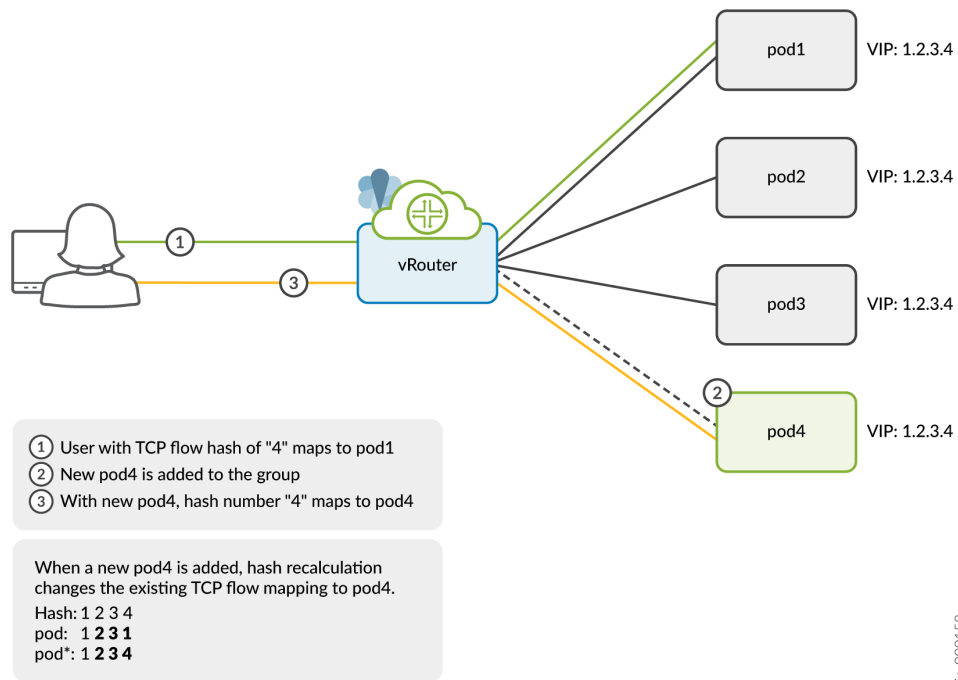 pod1
VIP: 1.2.3.4
pod2
VIP: 1.2.3.4
1
vRouter
3
pod3
VIP: 1.2.3.4
2
pod4
VIP: 1.2.3.4
1 User with TCP flow hash of "4" maps to pod1
2 New pod4 is added to the group
3 With new pod4, hash number "4" maps to pod4
When a new pod4 is added, hash recalculation
changes the existing TCP flow mapping to pod4.
Hash: 1 2 3 4
pod: 1 2 3 1
pod*: 1 2 3 4